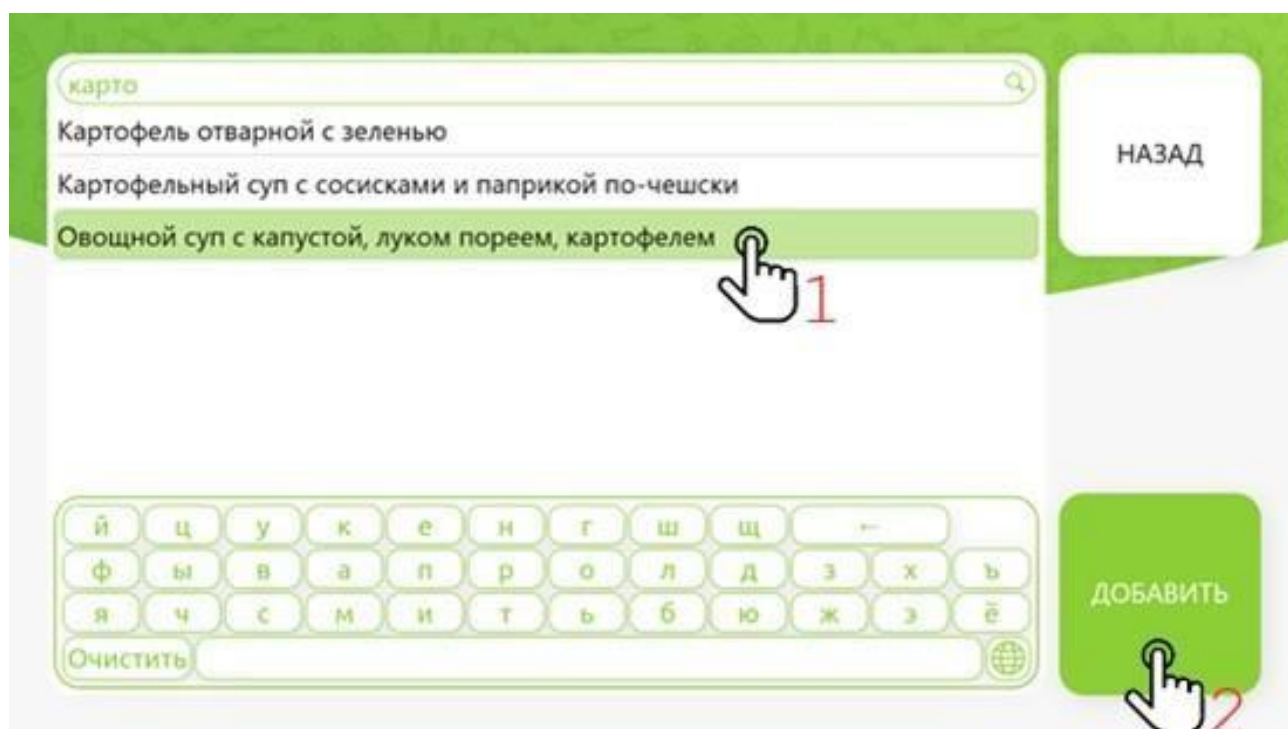 карто
Картофель отварной с зеленью
НАЗАД
Картофельный суп с сосисками и паприкой по-чешски
Овощной суп с капустой, луком пореем, картофелем
1
й ц у к е н г ш щ ←
ф ы в а п р о л д з х ъ
я ч с м и т ь б ю ж э ё
ДОБАВИТЬ
Очистить
2